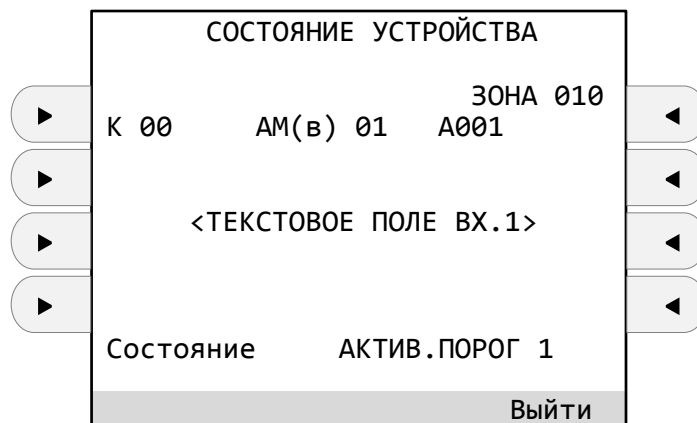 СОСТОЯНИЕ УСТРОЙСТВА
ЗОНА 010
К 00 АМ(в) 01 А001
<ТЕКСТОВОЕ ПОЛЕ ВХ.1>
Состояние АКТИВ.ПОРОГ 1
Выйти